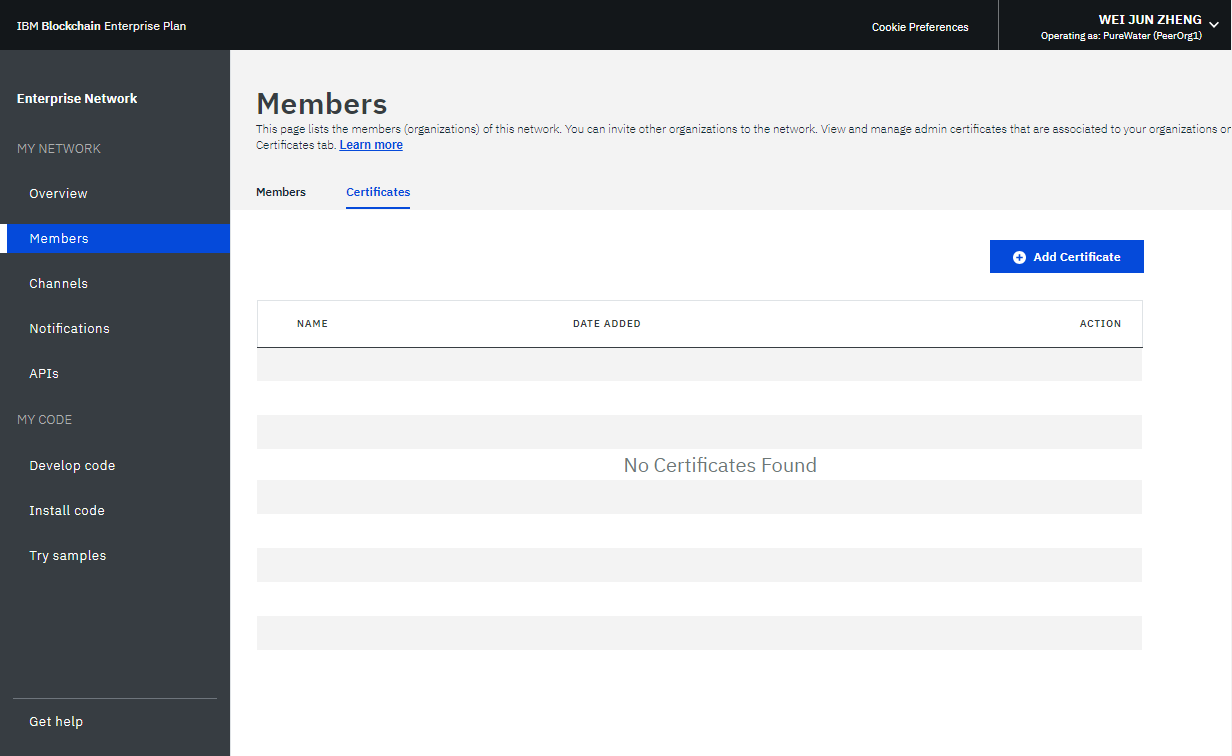 IBM Blockchain Enterprise Plan
Cookie Preferences
WEI JUN ZHENG
Operating as: PureWater (PeerOrg1)
Enterprise Network
MY NETWORK
Overview
Members
Channels
Notifications
APIs
MY CODE
Develop code
Install code
Try samples
Get help
Members
This page lists the members (organizations) of this network. You can invite other organizations to the network. View and manage admin certificates that are associated to your organizations on
Certificates tab. Learn more
Members Certificates
Add Certificate
NAME DATE ADDED ACTION
No Certificates Found